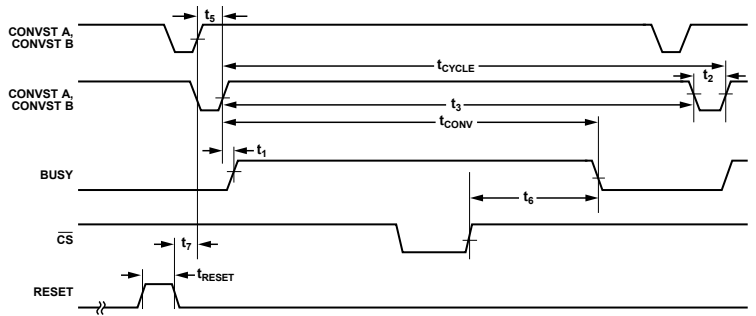 t5
CONVST A,
CONVST B
tCYCLE
t2
CONVST A,
CONVST B
t3
tCONV
t1
BUSY
t6
CS
t7
tRESET
RESET